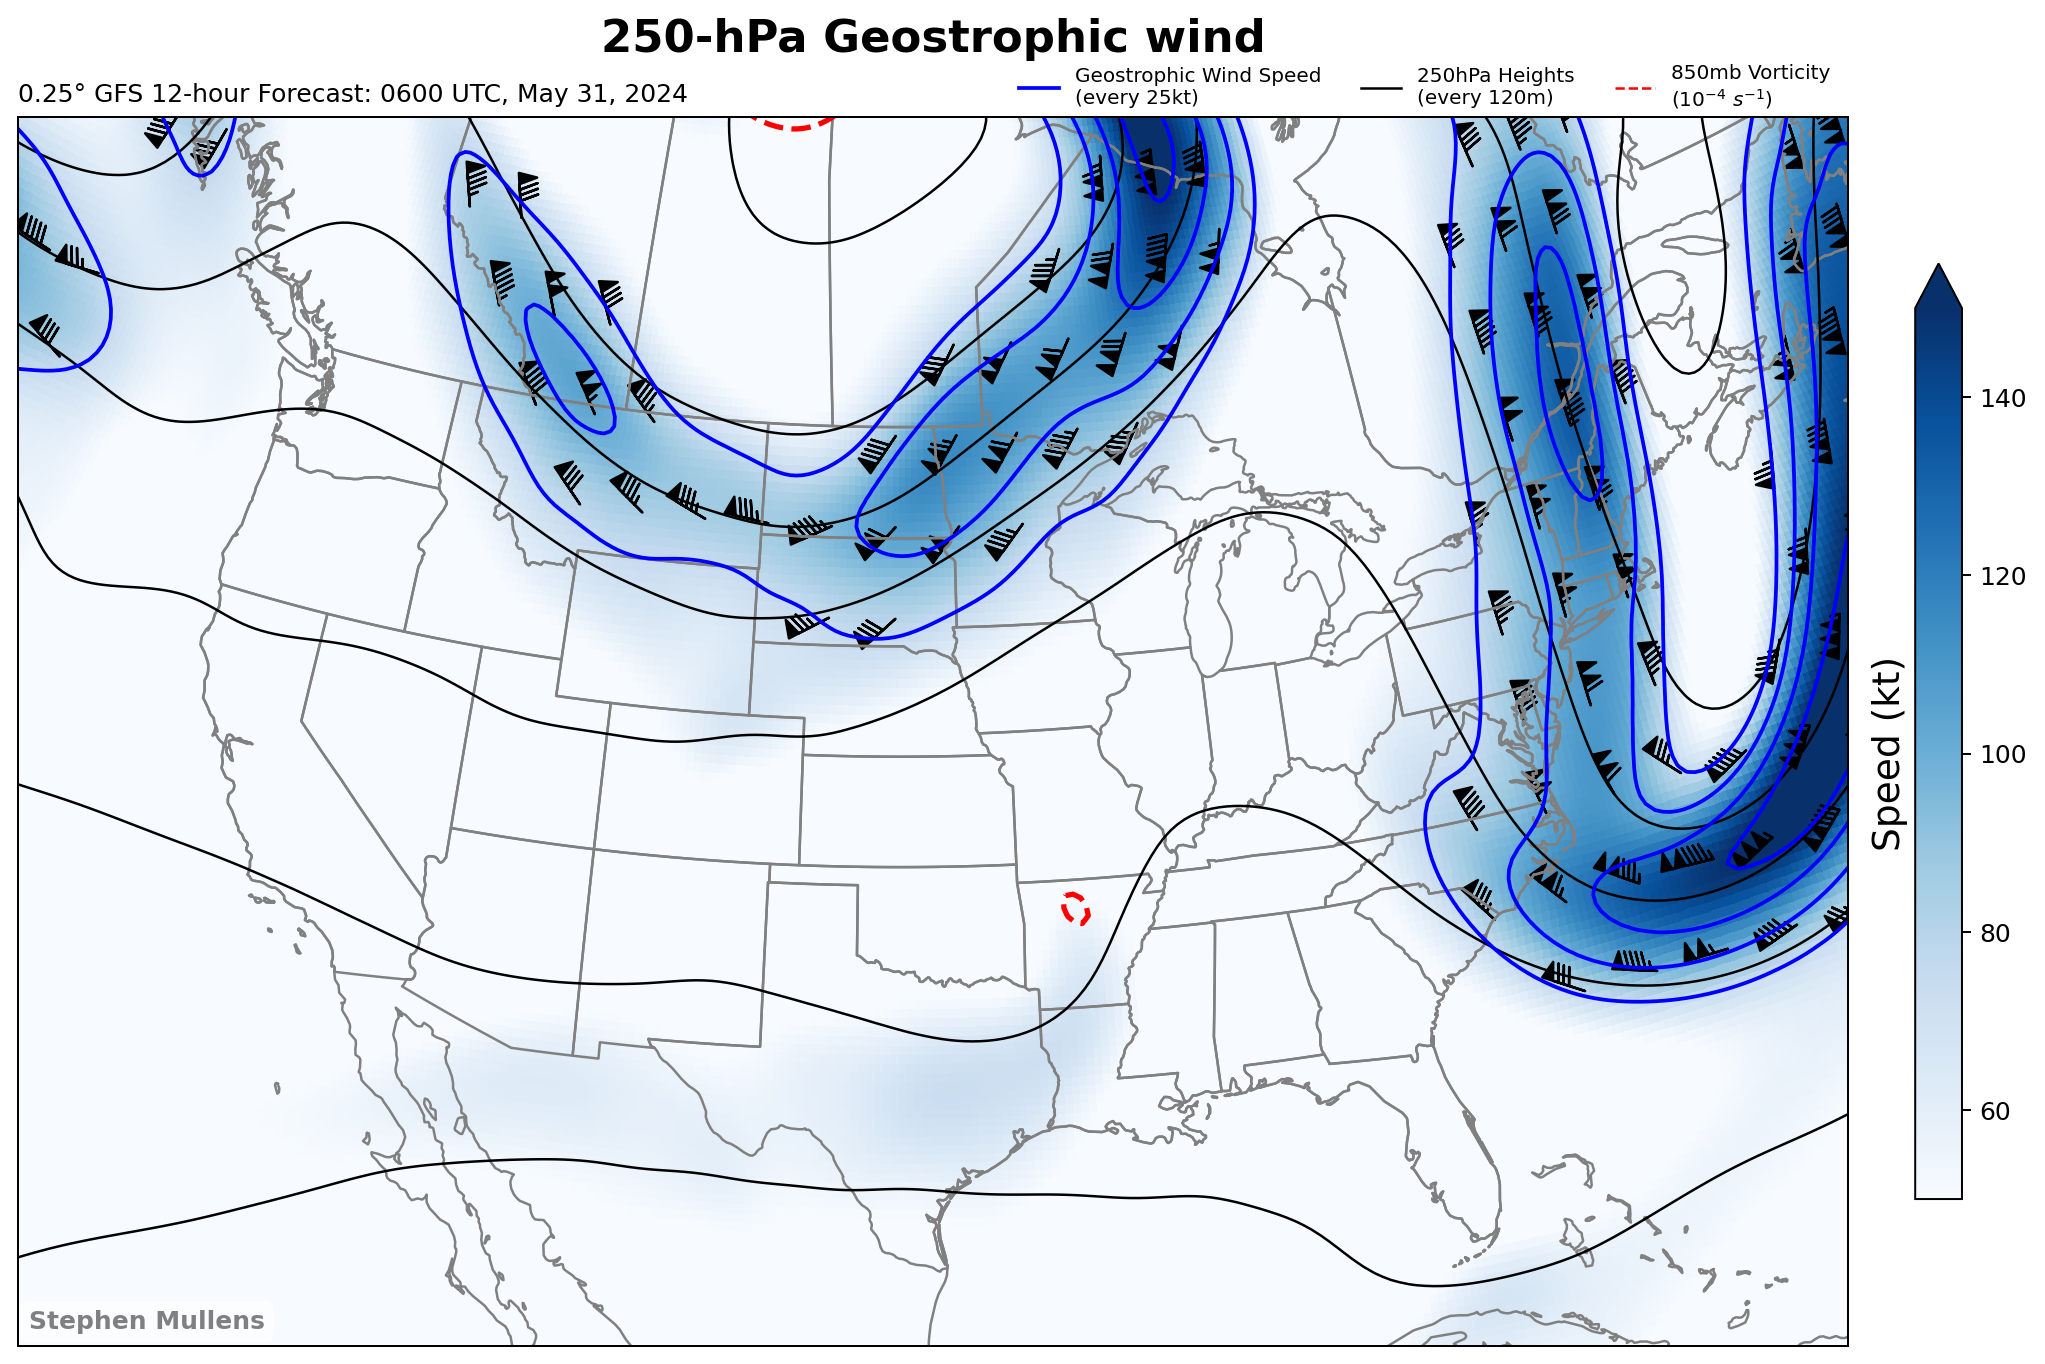 250-hPa Geostrophic wind
0.25° GFS 12-hour Forecast: 0600 UTC, May 31, 2024
Geostrophic Wind Speed
(every 25kt)
250hPa Heights
(every 120m)
850mb Vorticity
(10⁻⁴ s⁻¹)
140
120
100
80
60
Speed (kt)
Stephen Mullens